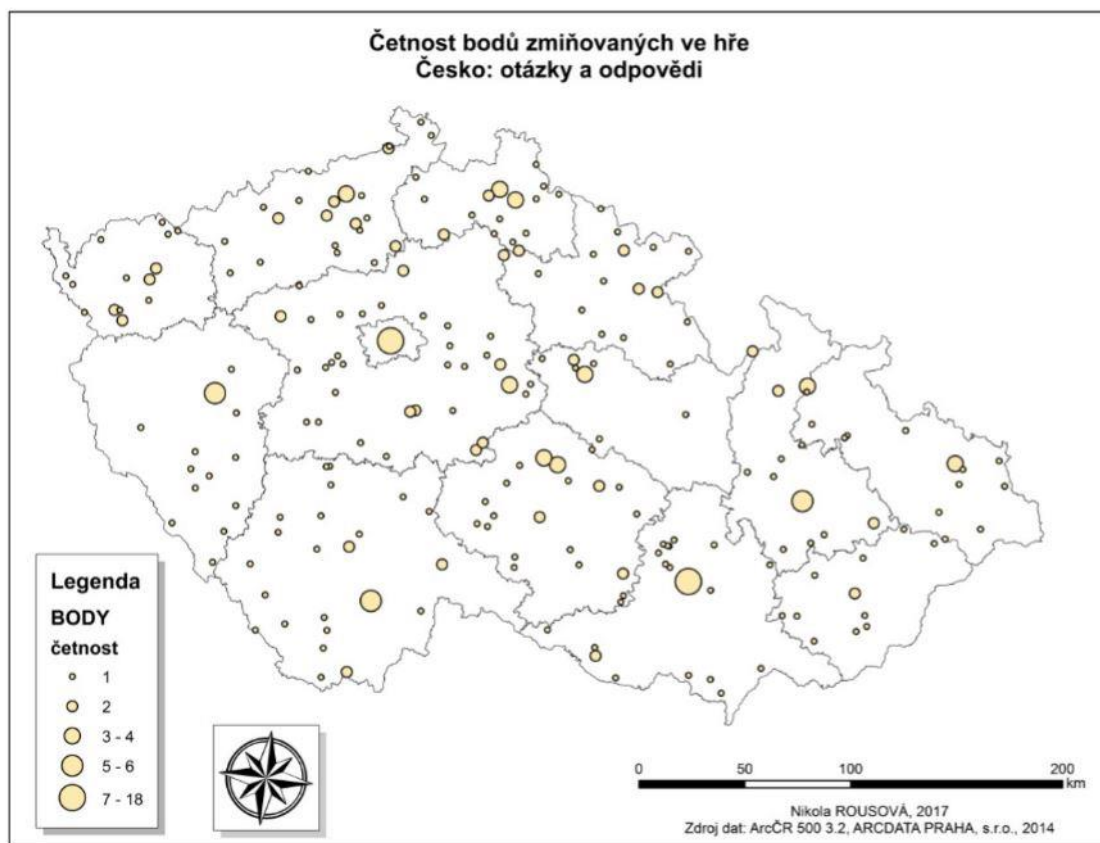 Četnost bodů zmiňovaných ve hře
Česko: otázky a odpovědi
Legenda
BODY
četnost
1
2
3 - 4
5 - 6
7 - 18
0 50 100 200
km
Nikola ROUSOVÁ, 2017
Zdroj dat: ArcČR 500 3.2, ARCDATA PRAHA, s.r.o., 2014